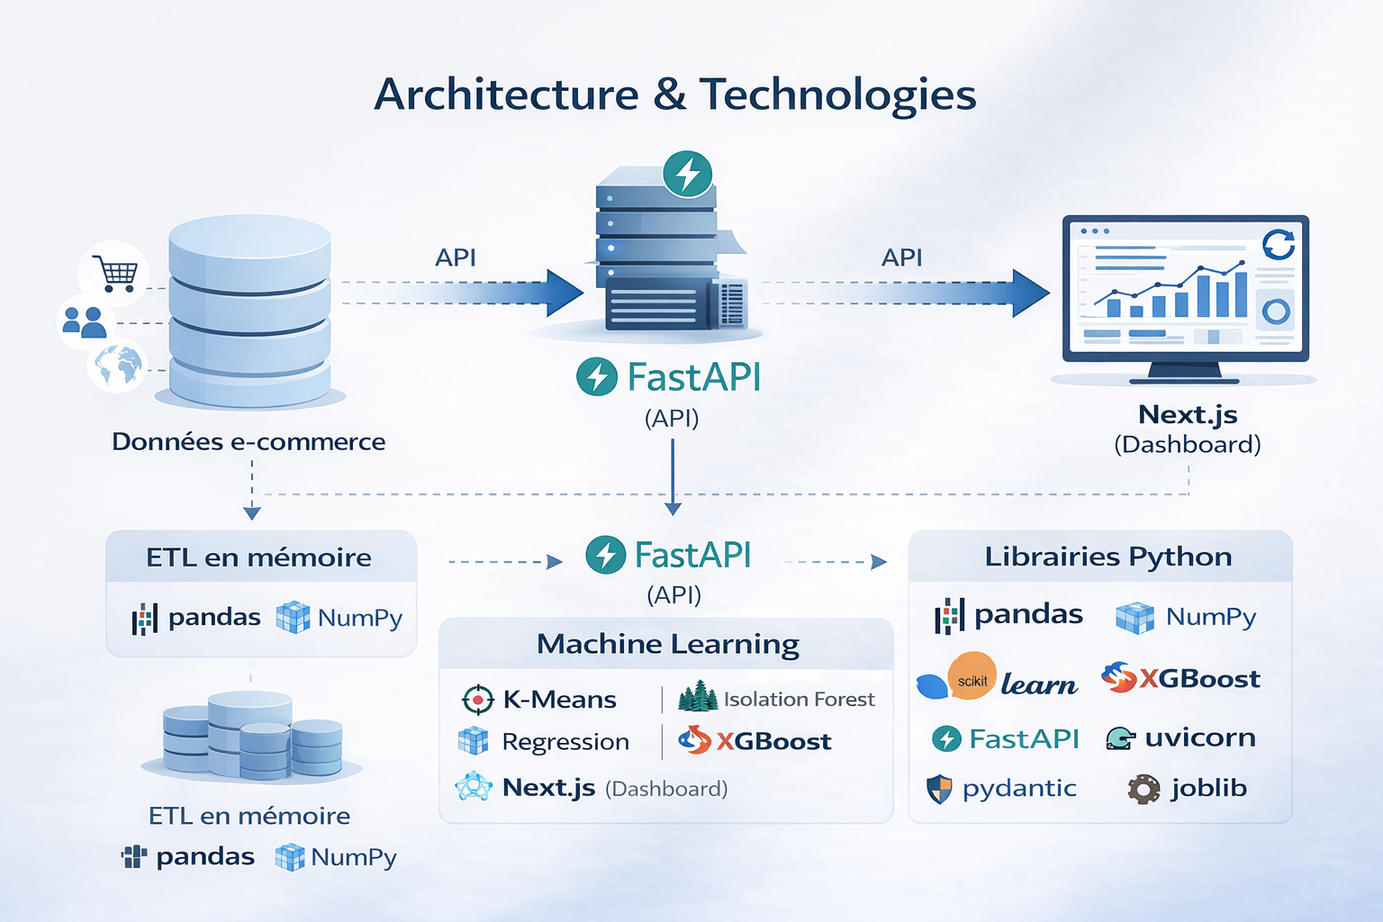 Architecture & Technologies
API
API
FastAPI
(API)
Données e-commerce
Next.js
(Dashboard)
ETL en mémoire
pandas NumPy
FastAPI
(API)
Machine Learning
K-Means Isolation Forest
Regression XGBoost
Next.js (Dashboard)
Librairies Python
pandas NumPy
scikit learn XGBoost
FastAPI uvicorn
pydantic joblib
ETL en mémoire
pandas NumPy